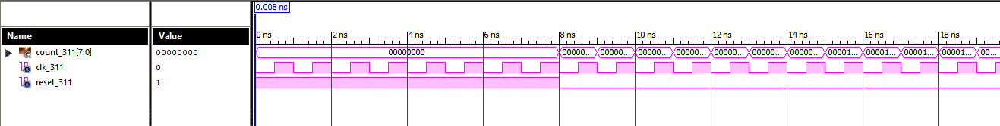 0.008 ns
Name Value 0 ns 2 ns 4 ns 6 ns 8 ns 10 ns 12 ns 14 ns 16 ns 18 ns
count_311[7:0] 00000000 00000000 00000... 00000... 00000... 00000... 00000... 00000... 00000... 00001... 00001... 00001... 00001... 00...
clk_311 0
reset_311 1